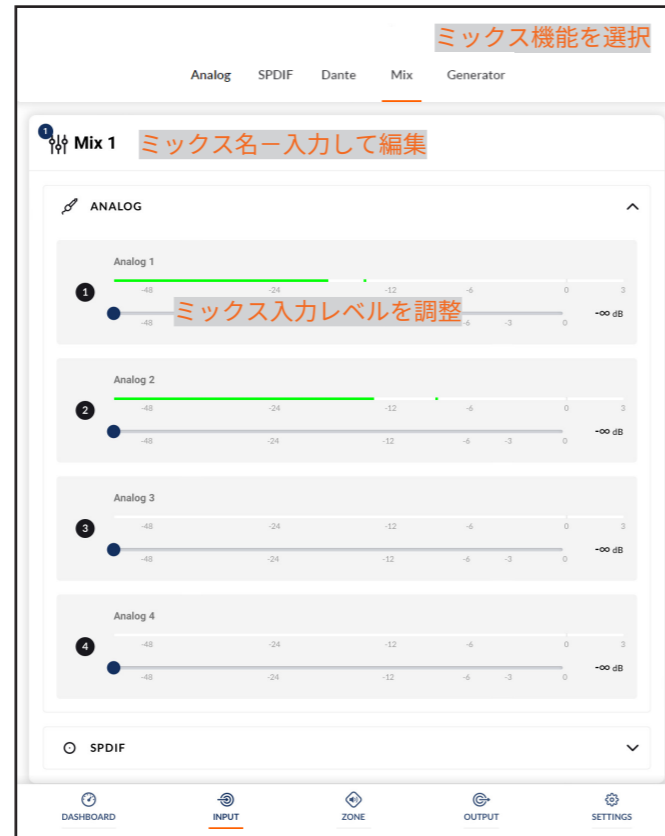 ミックス機能を選択
Analog SPDIF Dante Mix Generator
1
Mix 1 ミックス名－入力して編集
ANALOG
Analog 1
-48 -24 -12 -6 0 3
1
ミックス入力レベルを調整 -∞ dB
-48 -6 -3 0
Analog 2
-48 -24 -12 -6 0 3
2
-∞ dB
-48 -24 -12 -6 -3 0
Analog 3
-48 -24 -12 -6 0 3
3
-∞ dB
-48 -24 -12 -6 -3 0
Analog 4
-48 -24 -12 -6 0 3
4
-∞ dB
-48 -24 -12 -6 -3 0
SPDIF
DASHBOARD INPUT ZONE OUTPUT SETTINGS